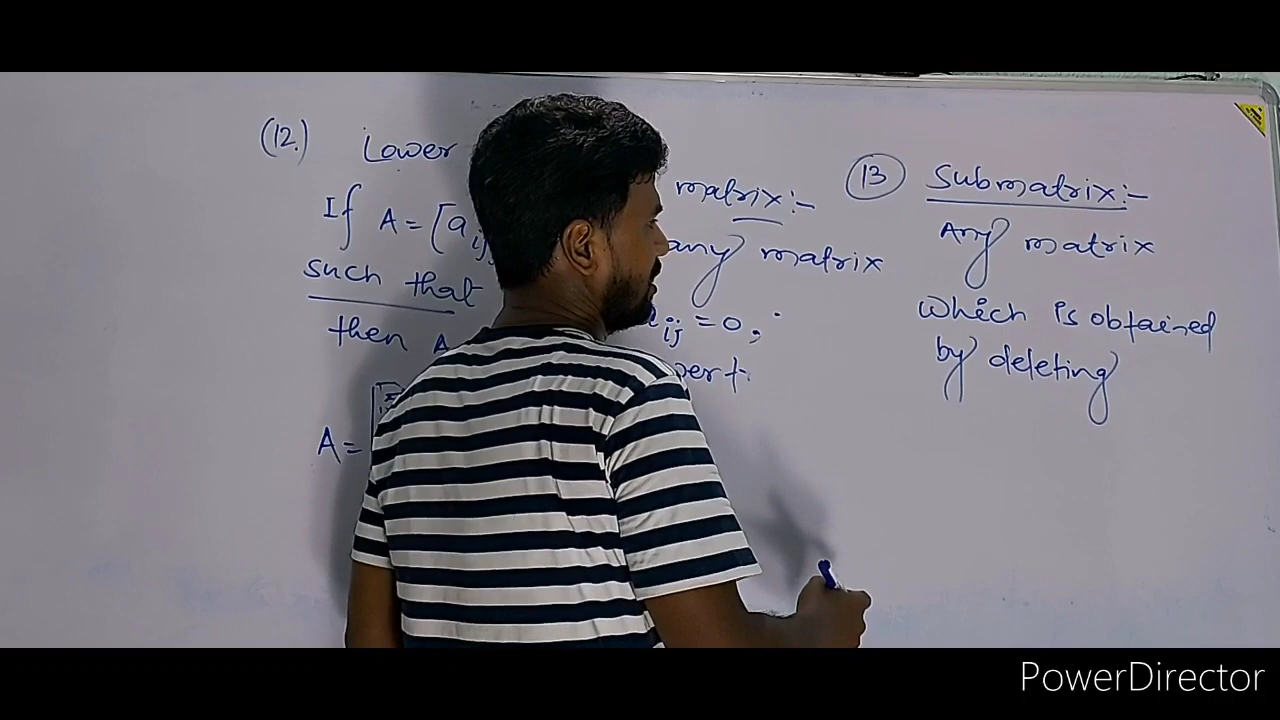 (12.) Lower
matrix:-
If A = [aij any matrix
such that
aij = 0,
then A
pert.
A =
13 Submatrix:-
Any matrix
which is obtained
by deleting
PowerDirector